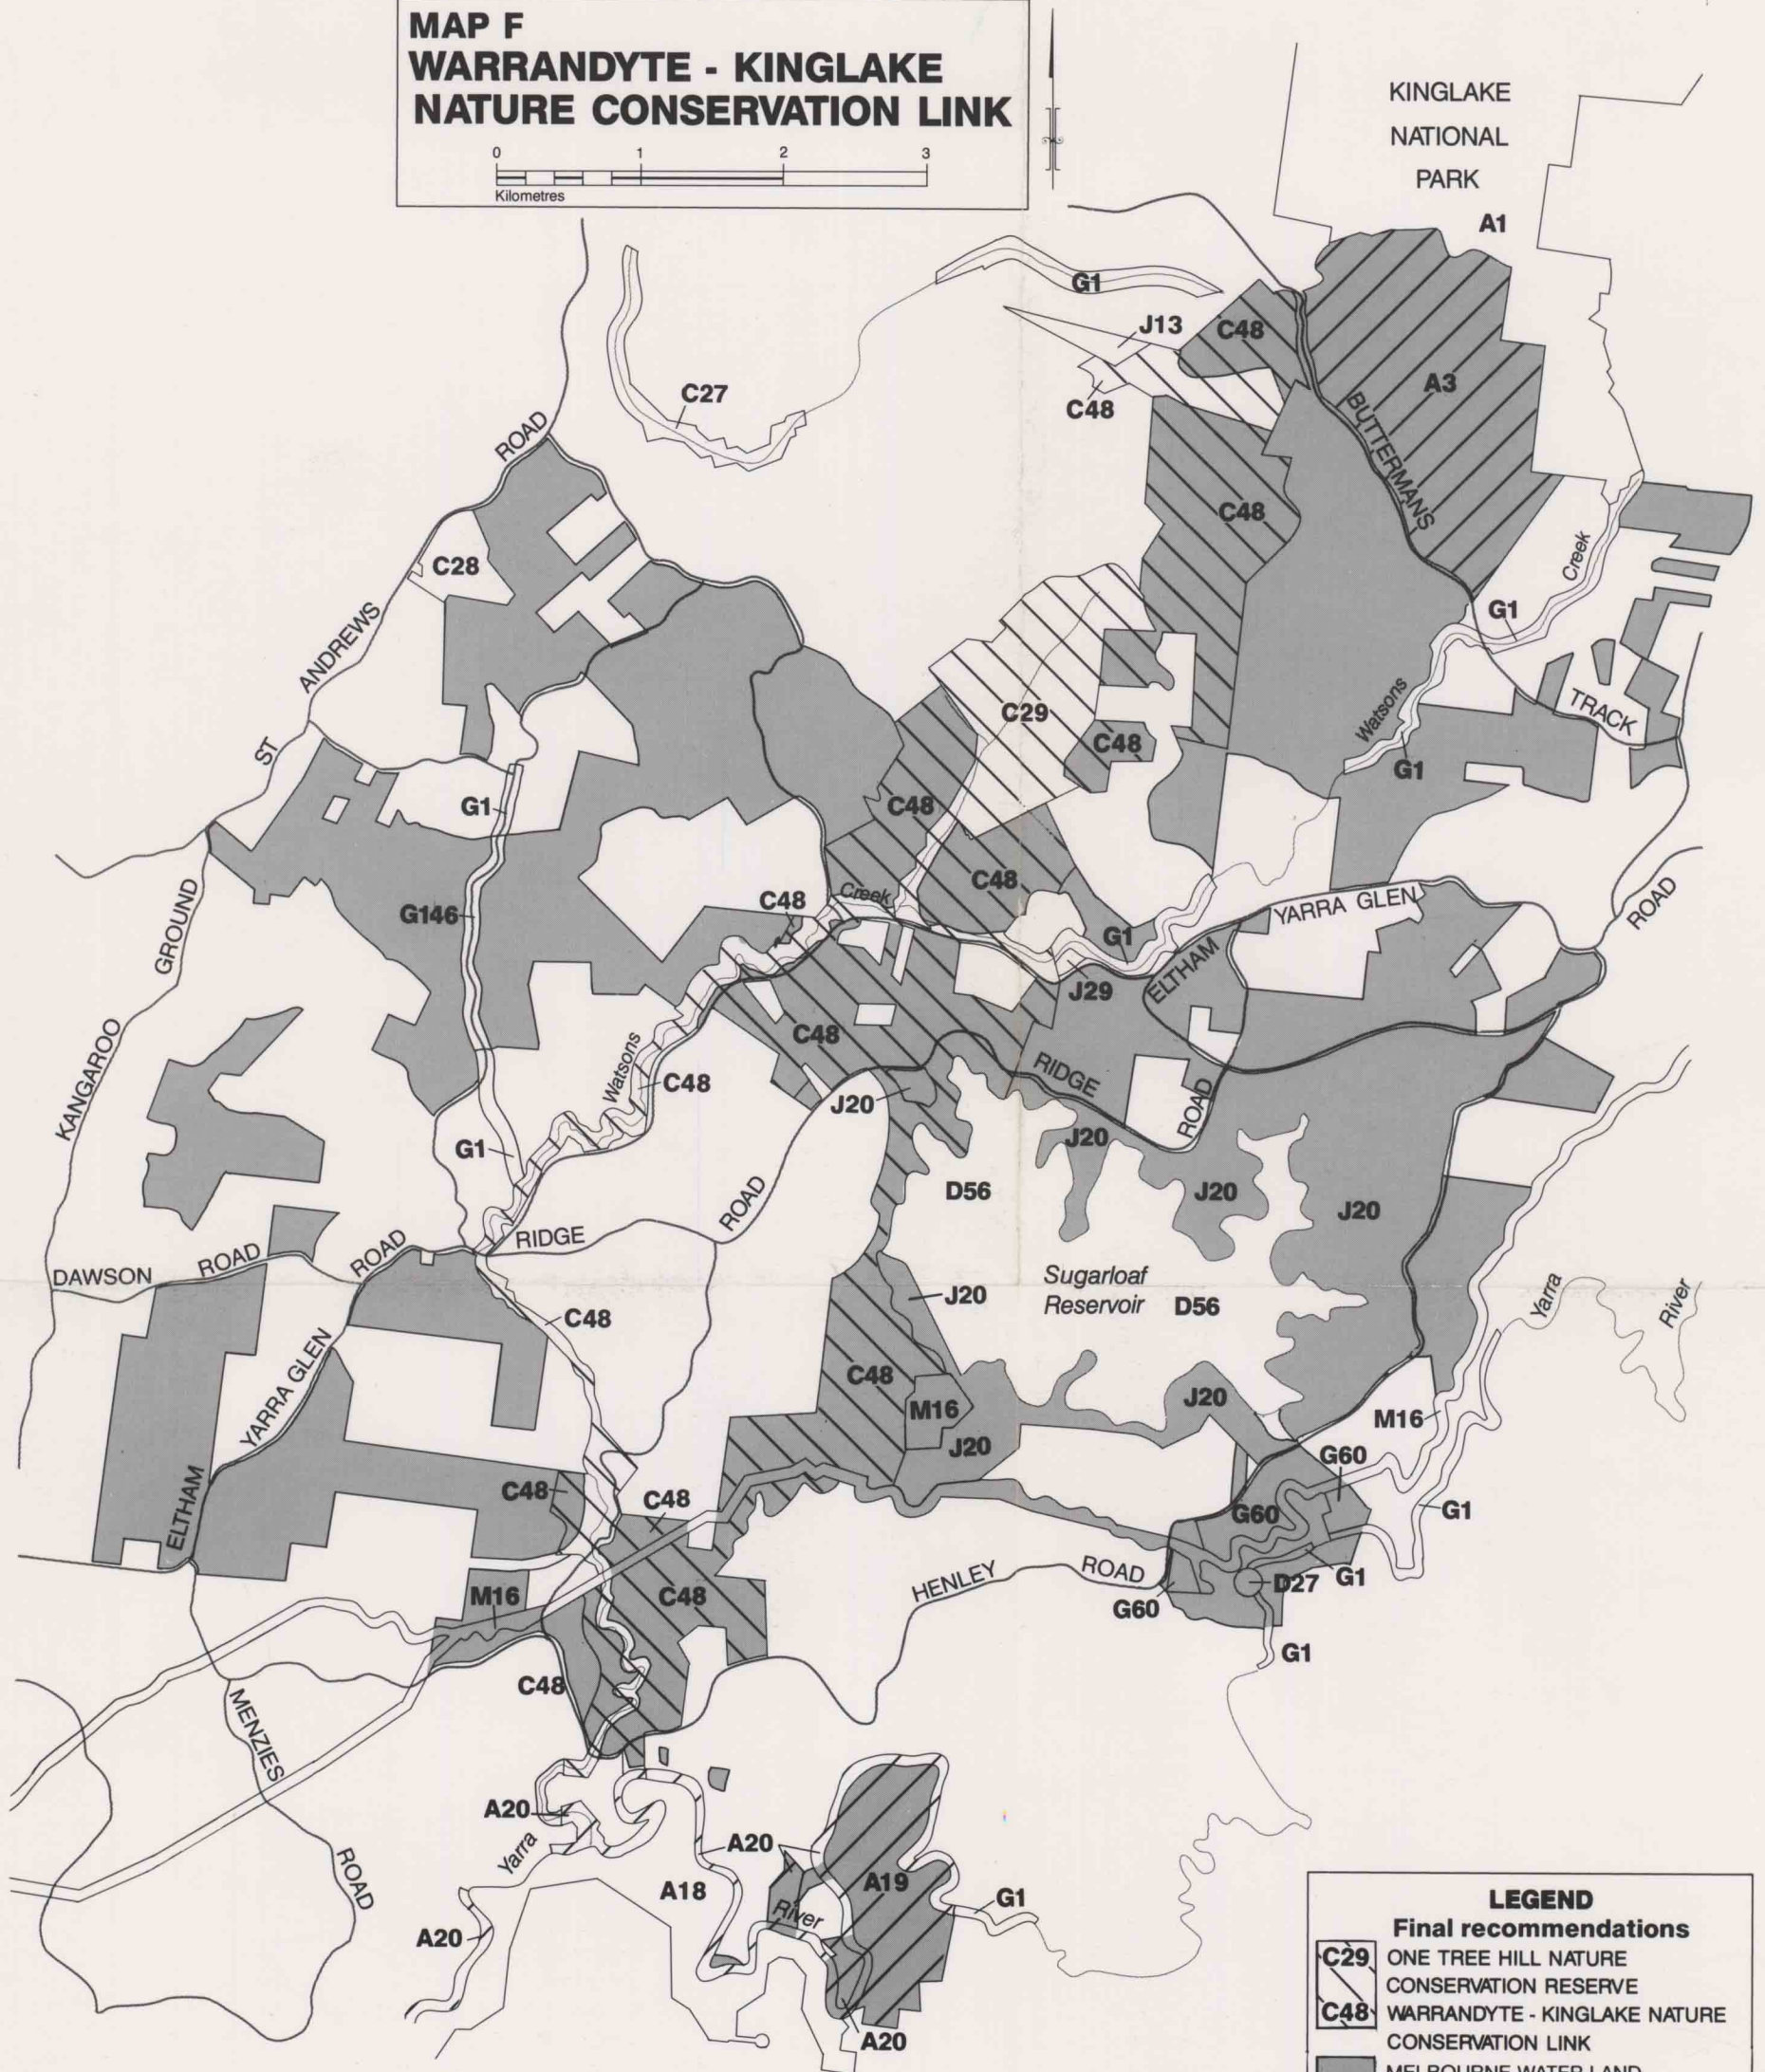 MAP F
WARRANDYTE - KINGLAKE
NATURE CONSERVATION LINK
0 1 2 3
Kilometres
KINGLAKE
NATIONAL
PARK
A1
G1
J13
C48
C27
C48
A3
BUTTERMANS
ROAD
C48
C28
Creek
G1
ANDREWS
Watsons
C29
TRACK
C48
ST
G1
G1
C48
C48
Creek
C48
YARRA GLEN
ROAD
G146
GROUND
G1
ELTHAM
J29
C48
KANGAROO
Watsons
C48
RIDGE
J20
ROAD
J20
G1
D56
J20
J20
ROAD
RIDGE
ROAD
ROAD
DAWSON
Sugarloaf
Reservoir
D56
J20
Yarra
River
C48
YARRA GLEN
C48
M16
J20
J20
M16
G60
ELTHAM
C48
C48
G60
G1
M16
C48
HENLEY
ROAD
D27
G1
G60
G1
C48
MENZIES
A20
Yarra
A20
ROAD
A18
A19
River
G1
A20
A20
LEGEND
Final recommendations
C29 ONE TREE HILL NATURE
CONSERVATION RESERVE
C48 WARRANDYTE - KINGLAKE NATURE
CONSERVATION LINK
MELBOURNE WATER LAND